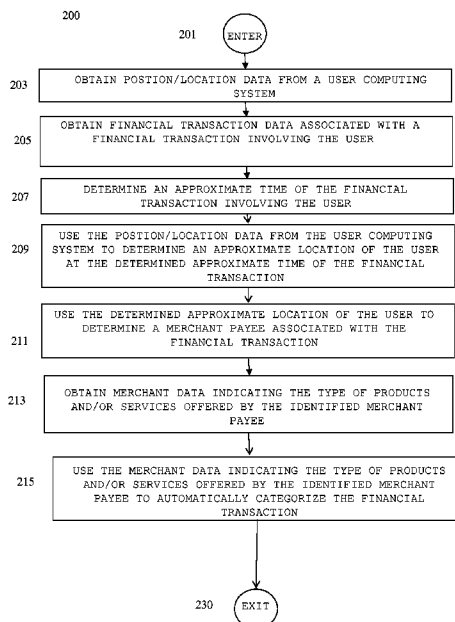 200
201 ENTER
203 OBTAIN POSTION/LOCATION DATA FROM A USER COMPUTING
SYSTEM
205 OBTAIN FINANCIAL TRANSACTION DATA ASSOCIATED WITH A
FINANCIAL TRANSACTION INVOLVING THE USER
207 DETERMINE AN APPROXIMATE TIME OF THE FINANCIAL
TRANSACTION INVOLVING THE USER
209 USE THE POSTION/LOCATION DATA FROM THE USER COMPUTING
SYSTEM TO DETERMINE AN APPROXIMATE LOCATION OF THE USER
AT THE DETERMINED APPROXIMATE TIME OF THE FINANCIAL
TRANSACTION
211 USE THE DETERMINED APPROXIMATE LOCATION OF THE USER TO
DETERMINE A MERCHANT PAYEE ASSOCIATED WITH THE
FINANCIAL TRANSACTION
213 OBTAIN MERCHANT DATA INDICATING THE TYPE OF PRODUCTS
AND/OR SERVICES OFFERED BY THE IDENTIFIED MERCHANT
PAYEE
215 USE THE MERCHANT DATA INDICATING THE TYPE OF PRODUCTS
AND/OR SERVICES OFFERED BY THE IDENTIFIED MERCHANT
PAYEE TO AUTOMATICALLY CATEGORIZE THE FINANCIAL
TRANSACTION
230 EXIT